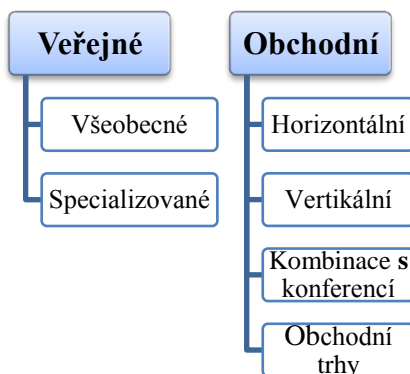 Veřejné
Všeobecné
Specializované
Obchodní
Horizontální
Vertikální
Kombinace s
konferencí
Obchodní
trhy